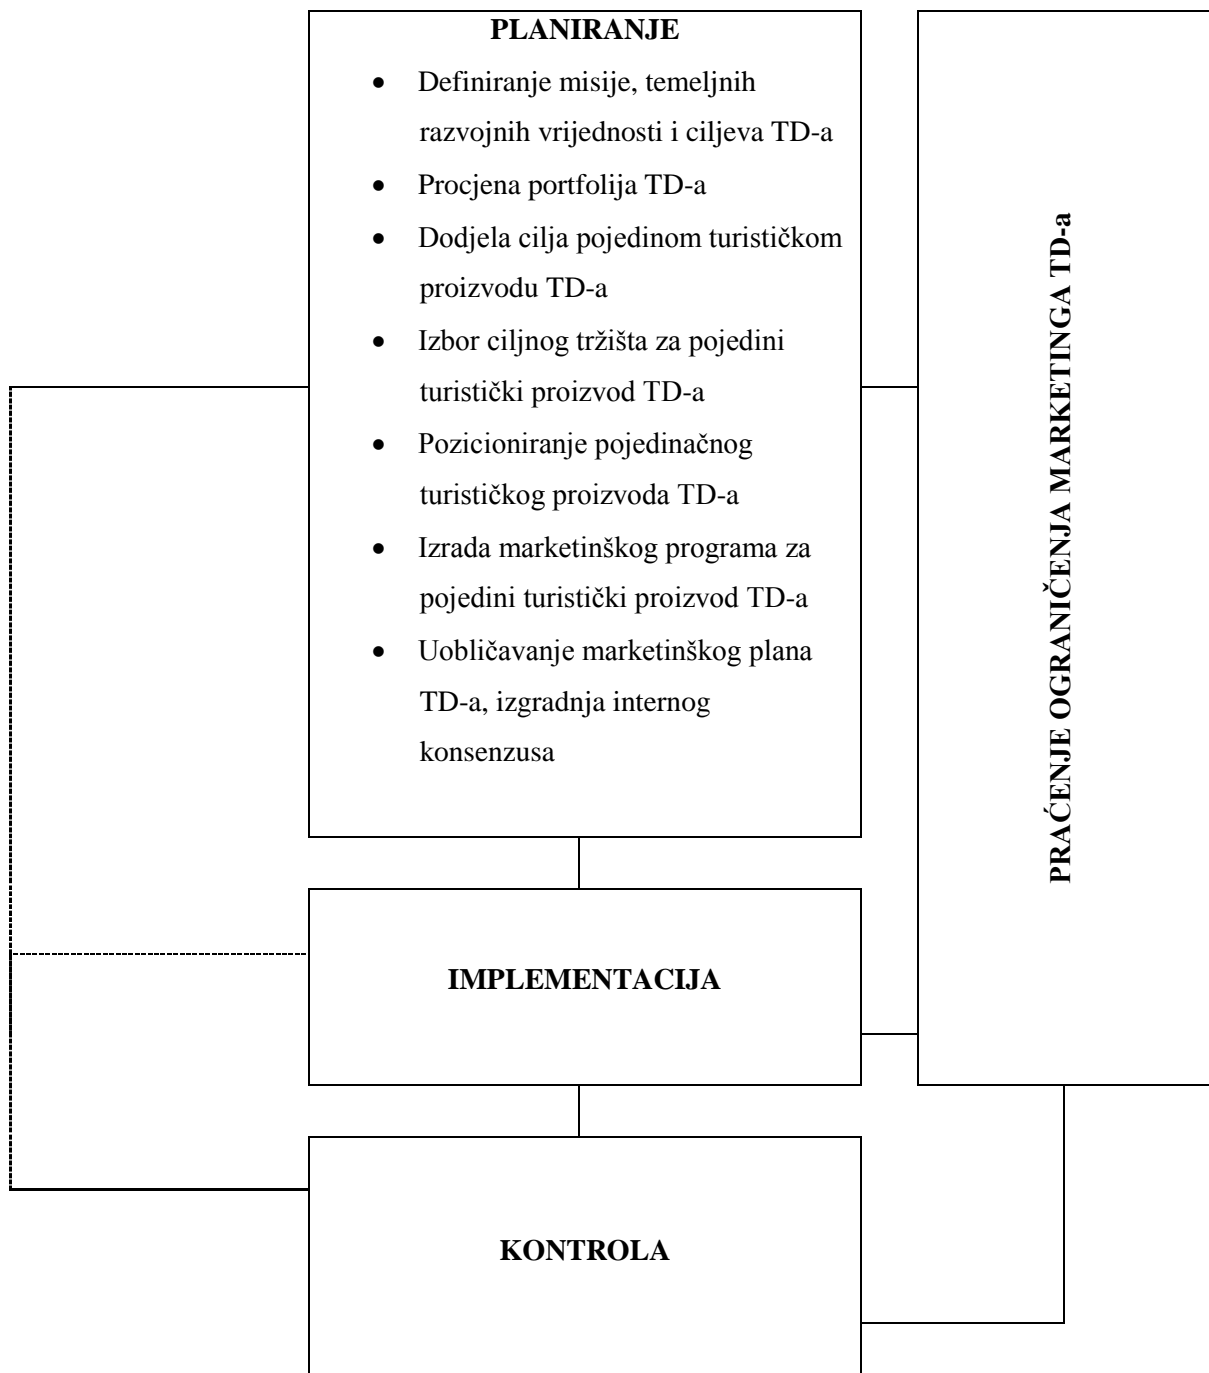 PLANIRANJE
• Definiranje misije, temeljnih
razvojnih vrijednosti i ciljeva TD-a
• Procjena portfolija TD-a
• Dodjela cilja pojedinom turističkom
proizvodu TD-a
• Izbor ciljnog tržišta za pojedini
turistički proizvod TD-a
• Pozicioniranje pojedinačnog
turističkog proizvoda TD-a
• Izrada marketinškog programa za
pojedini turistički proizvod TD-a
• Uobličavanje marketinškog plana
TD-a, izgradnja internog
konsenzusa
PRAĆENJE OGRANIČENJA MARKETINGA TD-a
IMPLEMENTACIJA
KONTROLA